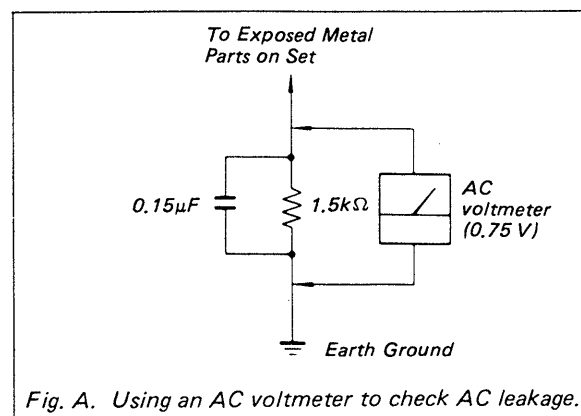 To Exposed Metal
Parts on Set
0.15μF
1.5kΩ
AC
voltmeter
(0.75 V)
Earth Ground
Fig. A. Using an AC voltmeter to check AC leakage.